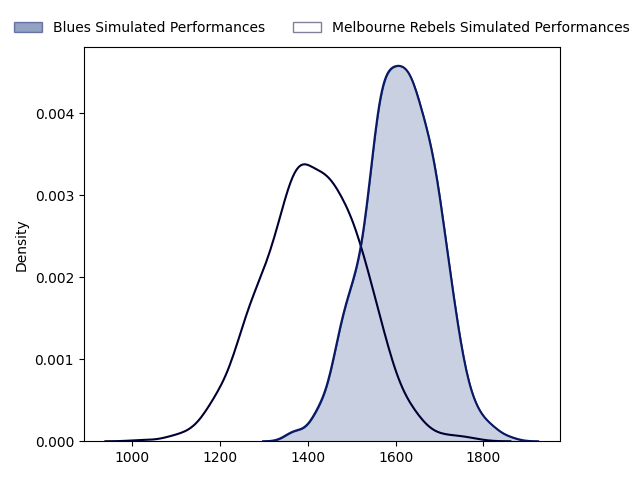 Blues Simulated Performances
Melbourne Rebels Simulated Performances
Density
0.004
0.003
0.002
0.001
0.000
1000 1200 1400 1600 1800